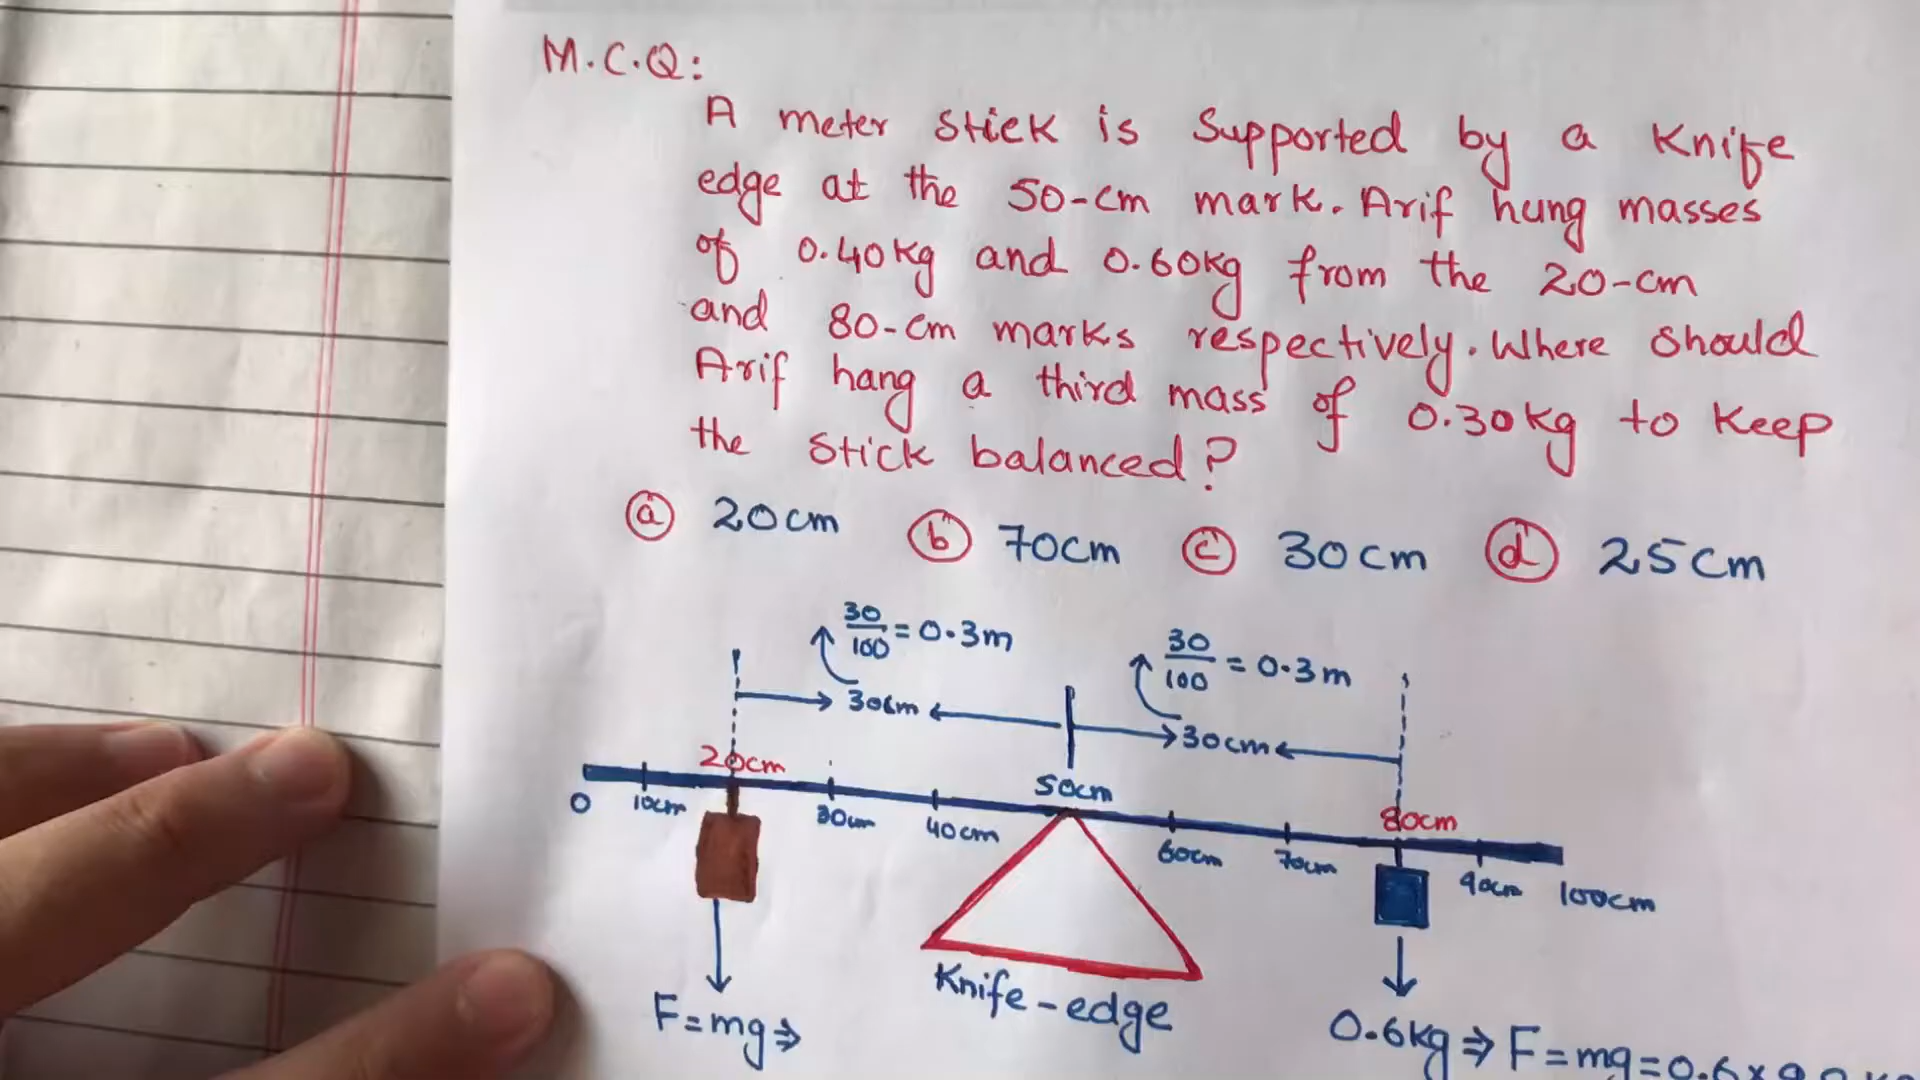 M.C.Q:
A meter stick is supported by a Knife
edge at the 50-cm mark. Arif hung masses
of 0.40kg and 0.60kg from the 20-cm
and 80-cm marks respectively. Where should
Arif hang a third mass of 0.30kg to keep
the stick balanced?
a 20cm b 70cm c 30cm d 25cm
30/100 = 0.3m 30/100 = 0.3m
30cm 30cm
20cm 50cm 80cm
0 10cm 30cm 40cm 60cm 70cm 90cm 100cm
Knife-edge
F=mg⇒ 0.6kg⇒ F=mg=0.6×